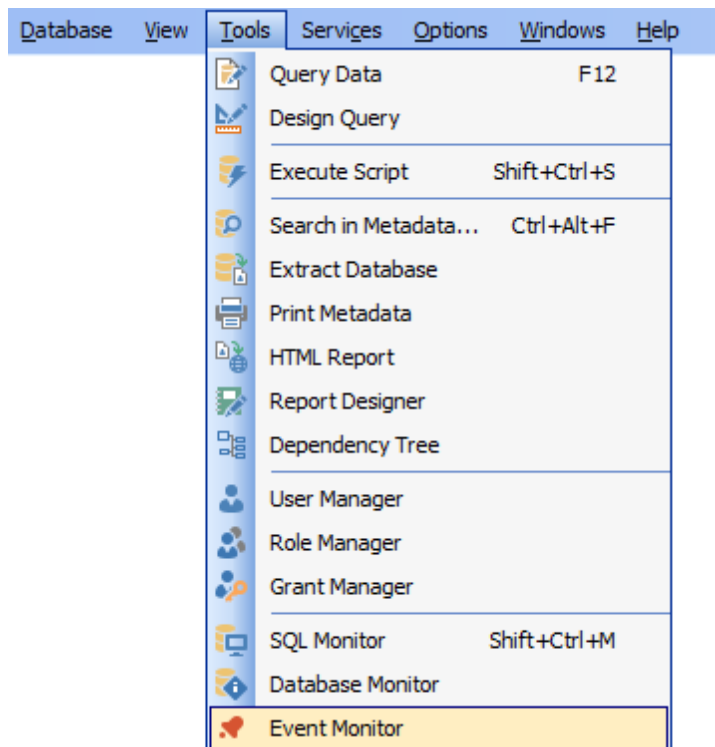 Database View Tools Services Options Windows Help
Query Data F12
Design Query
Execute Script Shift+Ctrl+S
Search in Metadata... Ctrl+Alt+F
Extract Database
Print Metadata
HTML Report
Report Designer
Dependency Tree
User Manager
Role Manager
Grant Manager
SQL Monitor Shift+Ctrl+M
Database Monitor
Event Monitor